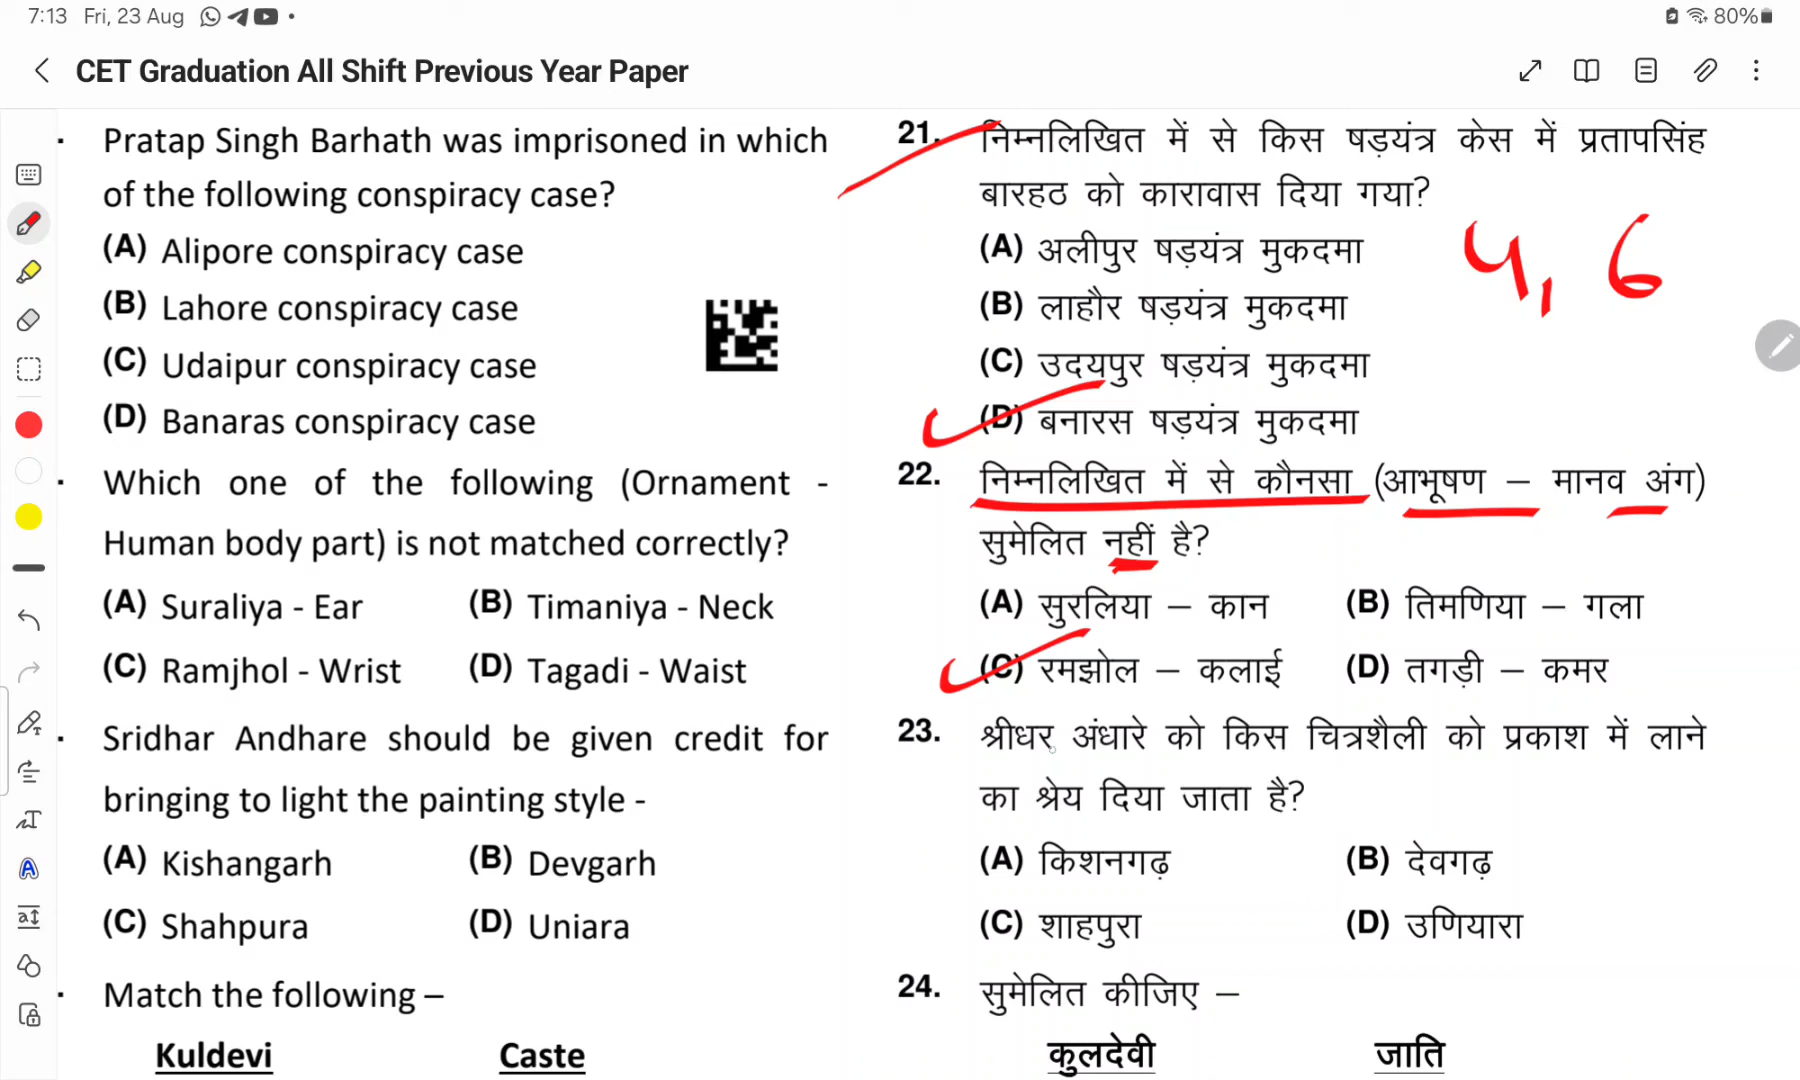 7:13 Fri, 23 Aug
80%
CET Graduation All Shift Previous Year Paper
Pratap Singh Barhath was imprisoned in which
of the following conspiracy case?
(A) Alipore conspiracy case
(B) Lahore conspiracy case
(C) Udaipur conspiracy case
(D) Banaras conspiracy case
Which one of the following (Ornament -
Human body part) is not matched correctly?
(A) Suraliya - Ear (B) Timaniya - Neck
(C) Ramjhol - Wrist (D) Tagadi - Waist
Sridhar Andhare should be given credit for
bringing to light the painting style -
(A) Kishangarh (B) Devgarh
(C) Shahpura (D) Uniara
Match the following –
Kuldevi Caste
21. निम्नलिखित में से किस षड़यंत्र केस में प्रतापसिंह
बारहठ को कारावास दिया गया?
(A) अलीपुर षड़यंत्र मुकदमा
(B) लाहौर षड़यंत्र मुकदमा
(C) उदयपुर षड़यंत्र मुकदमा
(D) बनारस षड़यंत्र मुकदमा
22. निम्नलिखित में से कौनसा (आभूषण – मानव अंग)
सुमेलित नहीं है?
(A) सुरलिया – कान (B) तिमणिया – गला
(C) रमझोल – कलाई (D) तगड़ी – कमर
23. श्रीधर अंधारे को किस चित्रशैली को प्रकाश में लाने
का श्रेय दिया जाता है?
(A) किशनगढ़ (B) देवगढ़
(C) शाहपुरा (D) उणियारा
24. सुमेलित कीजिए –
कुलदेवी जाति